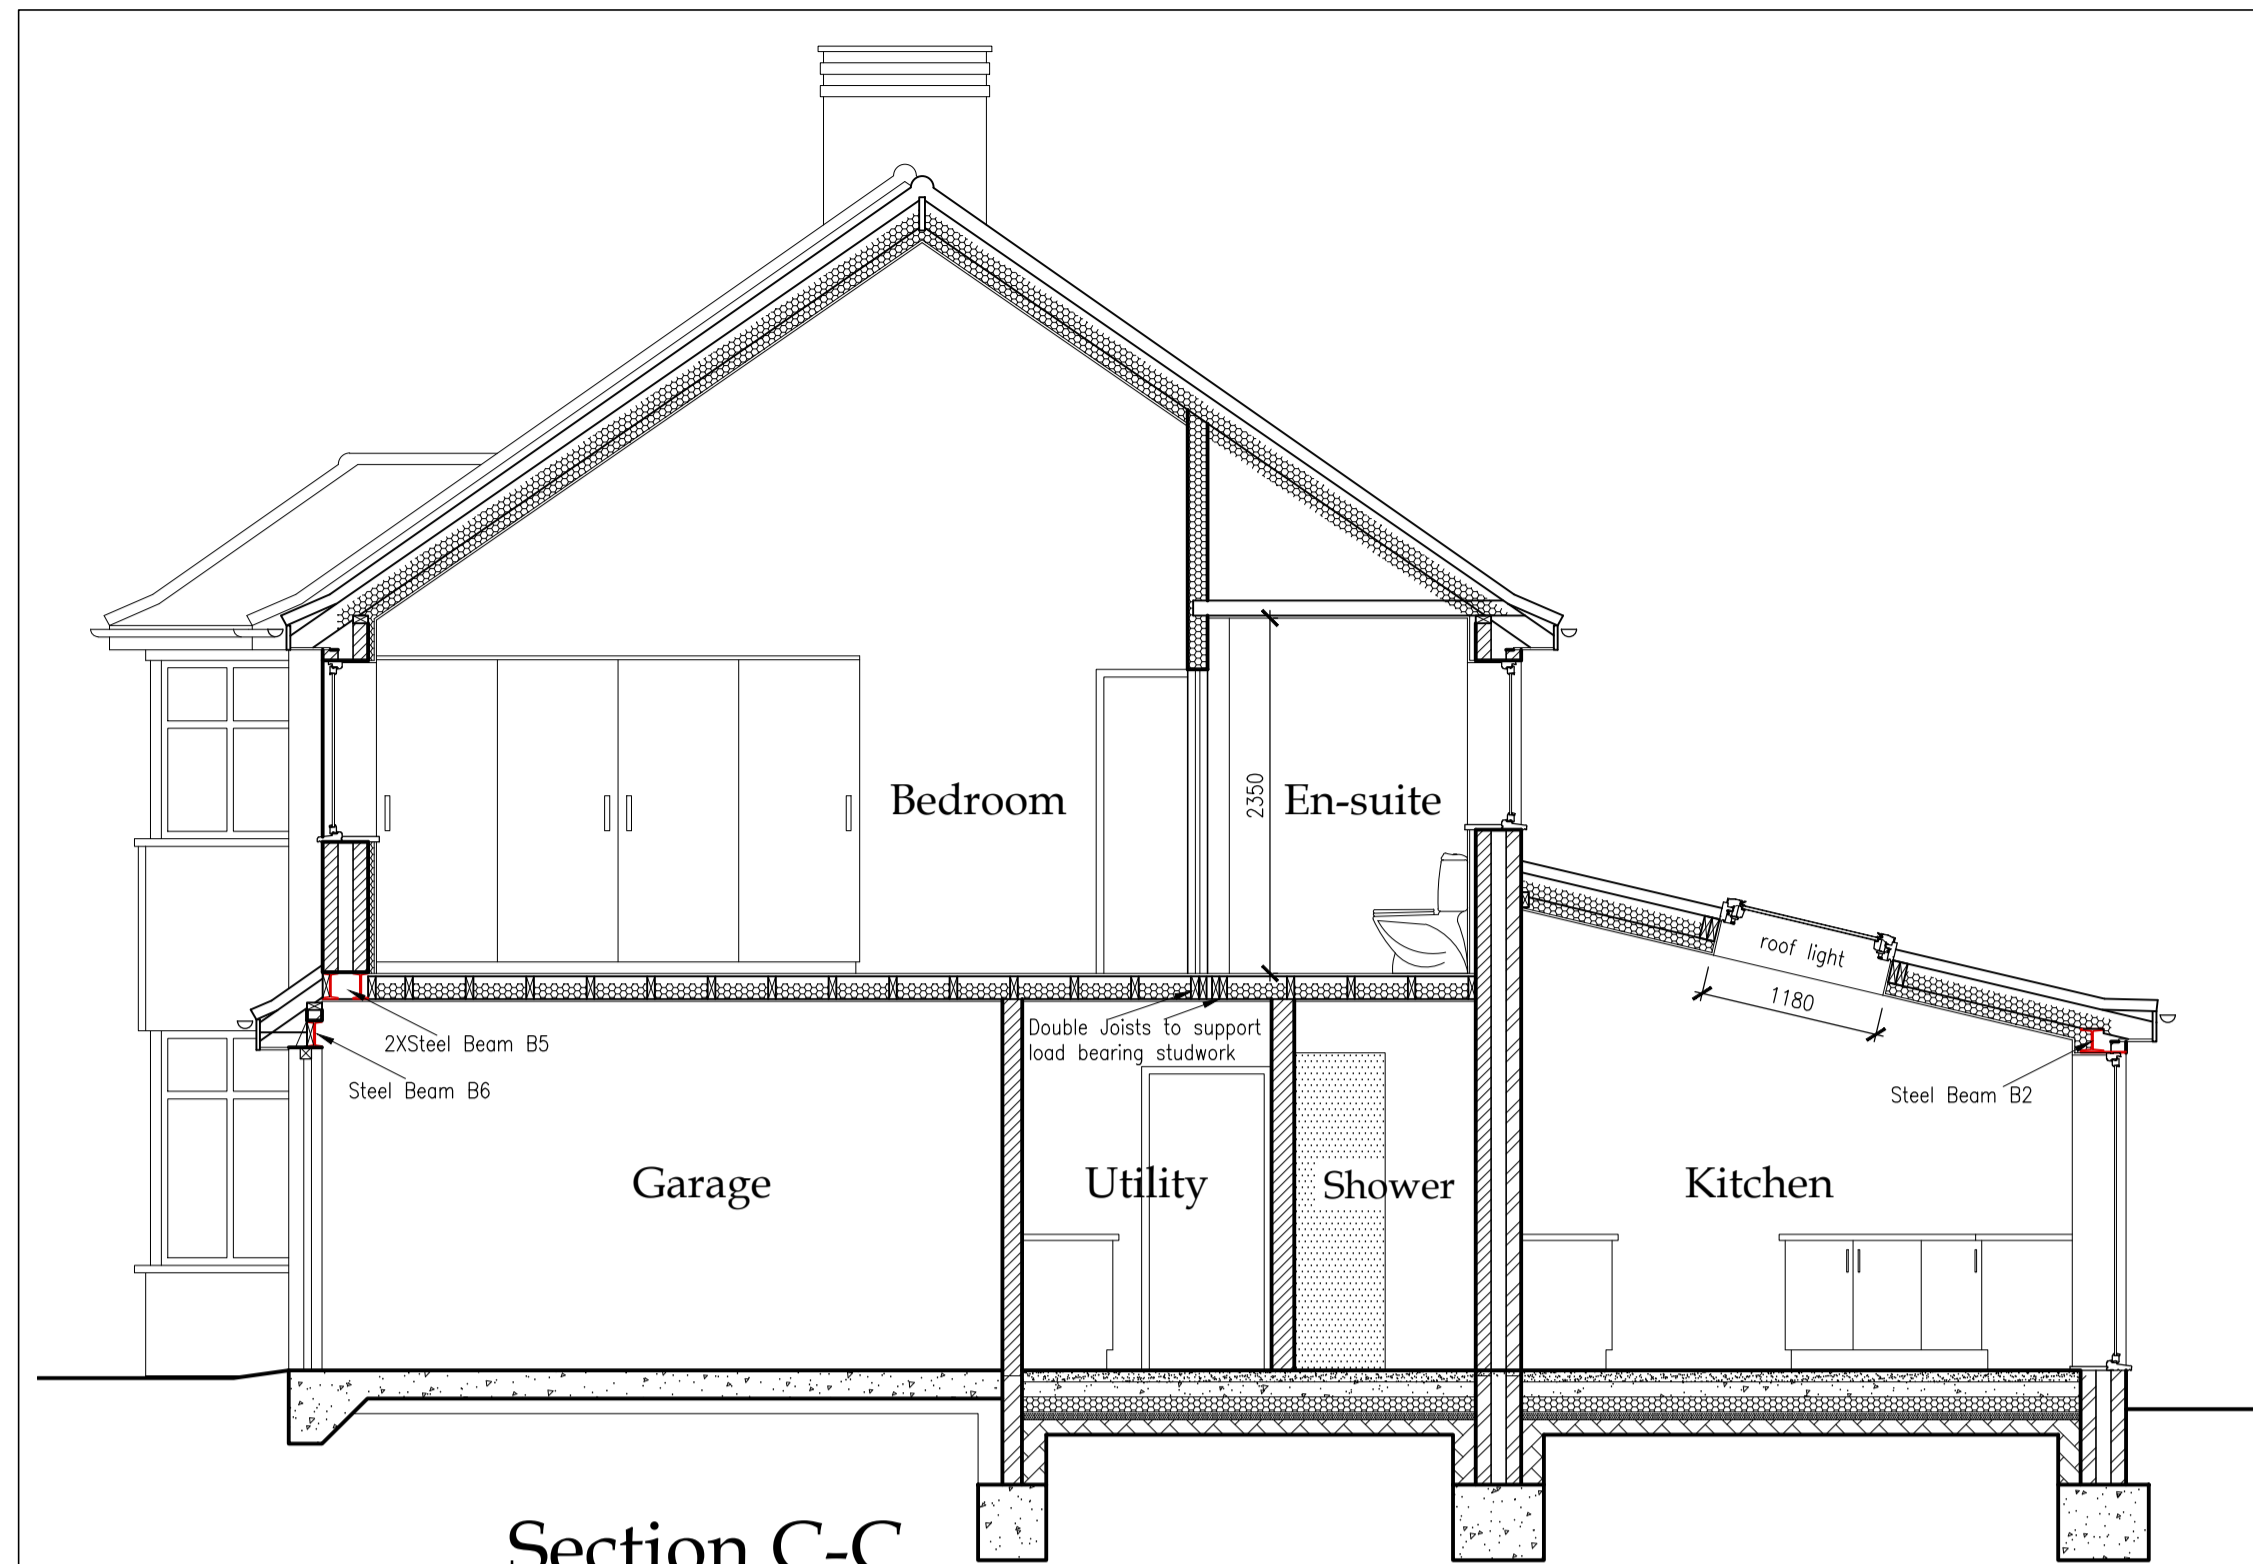 Bedroom
2350
En-suite
roof light
1180
2XSteel Beam B5
Steel Beam B6
Double Joists to support
load bearing studwork
Steel Beam B2
Garage
Utility
Shower
Kitchen
Section C-C